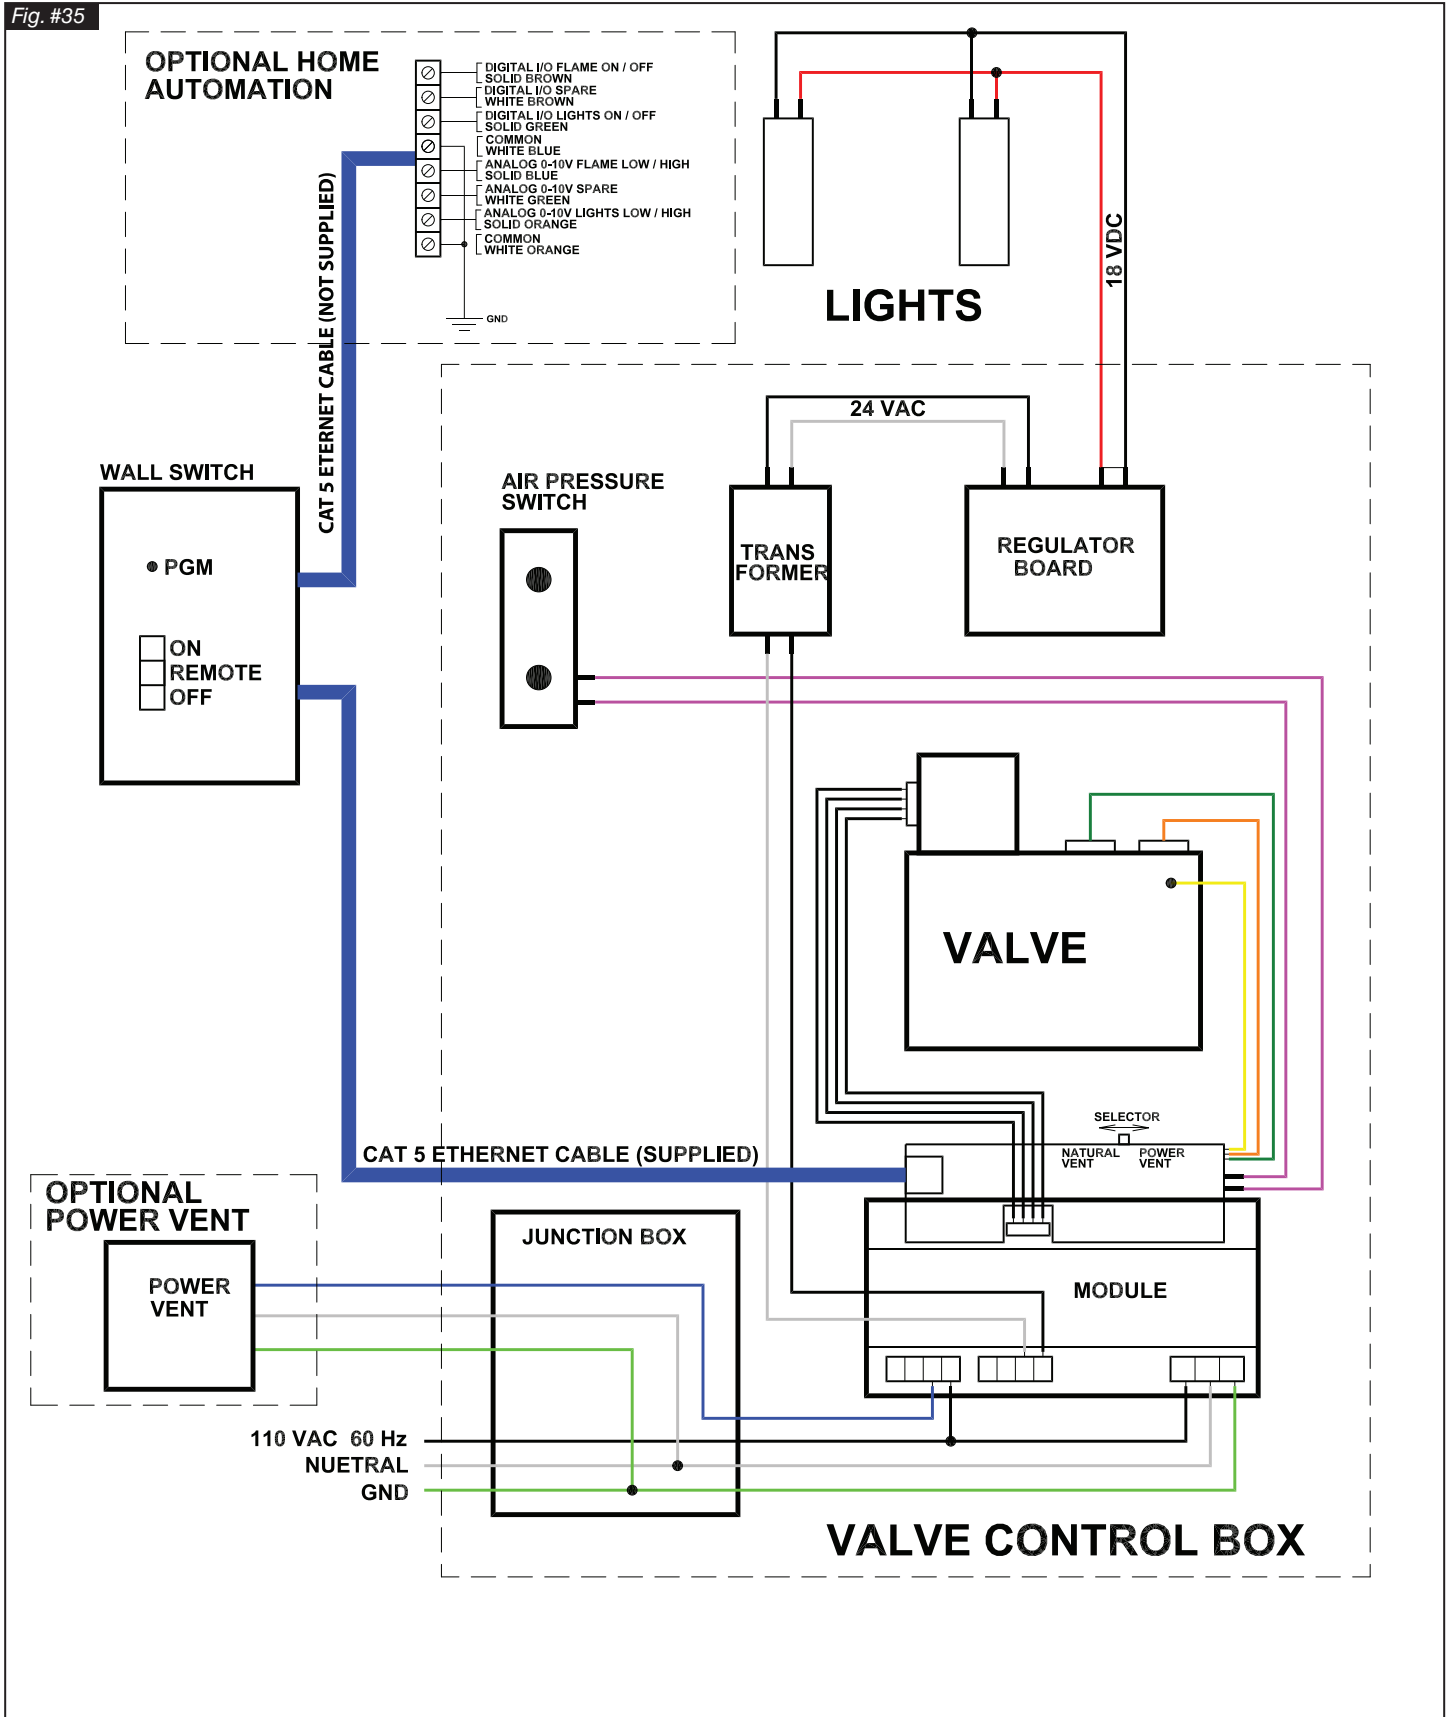 Fig. #35
OPTIONAL HOME
AUTOMATION
DIGITAL I/O FLAME ON / OFF
SOLID BROWN
DIGITAL I/O SPARE
WHITE BROWN
DIGITAL I/O LIGHTS ON / OFF
SOLID GREEN
COMMON
WHITE BLUE
ANALOG 0-10V FLAME LOW / HIGH
SOLID BLUE
ANALOG 0-10V SPARE
WHITE GREEN
ANALOG 0-10V LIGHTS LOW / HIGH
SOLID ORANGE
COMMON
WHITE ORANGE
GND
CAT 5 ETERNET CABLE (NOT SUPPLIED)
LIGHTS
18 VDC
24 VAC
WALL SWITCH
PGM
ON
REMOTE
OFF
AIR PRESSURE
SWITCH
TRANS
FORMER
REGULATOR
BOARD
VALVE
SELECTOR
NATURAL
VENT
POWER
VENT
CAT 5 ETHERNET CABLE (SUPPLIED)
OPTIONAL
POWER VENT
POWER
VENT
JUNCTION BOX
MODULE
110 VAC 60 Hz
NUETRAL
GND
VALVE CONTROL BOX